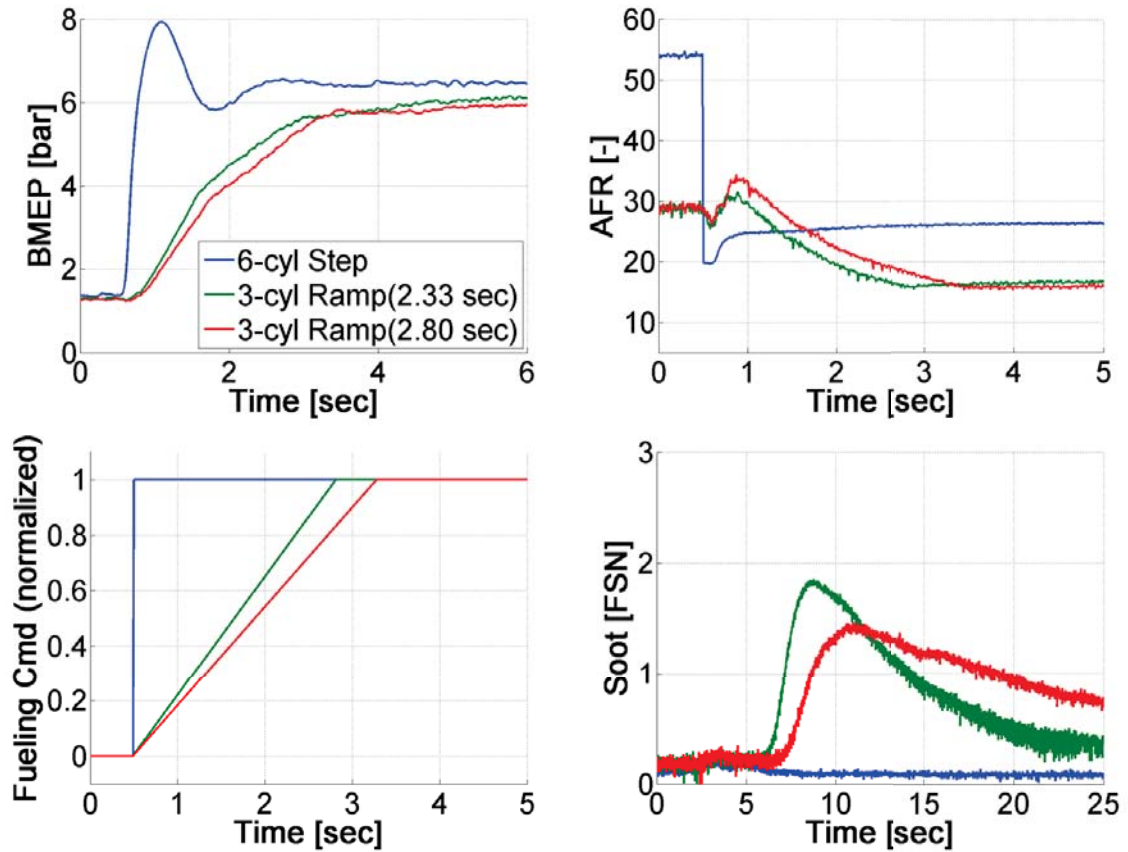 BMEP [bar]
8
6
4
2
0
0 2 4 6
Time [sec]
6-cyl Step
3-cyl Ramp(2.33 sec)
3-cyl Ramp(2.80 sec)
AFR [-]
60
50
40
30
20
10
0 1 2 3 4 5
Time [sec]
Fueling Cmd (normalized)
1
0.8
0.6
0.4
0.2
0
0 1 2 3 4 5
Time [sec]
Soot [FSN]
3
2
1
0
0 5 10 15 20 25
Time [sec]